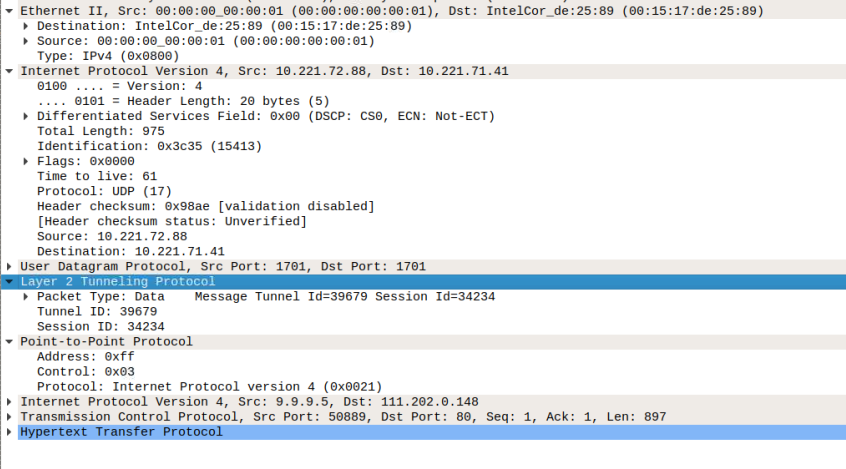 Ethernet II, Src: 00:00:00_00:00:01 (00:00:00:00:00:01), Dst: IntelCor_de:25:89 (00:15:17:de:25:89)
Destination: IntelCor_de:25:89 (00:15:17:de:25:89)
Source: 00:00:00_00:00:01 (00:00:00:00:00:01)
Type: IPv4 (0x0800)
Internet Protocol Version 4, Src: 10.221.72.88, Dst: 10.221.71.41
0100 .... = Version: 4
.... 0101 = Header Length: 20 bytes (5)
Differentiated Services Field: 0x00 (DSCP: CS0, ECN: Not-ECT)
Total Length: 975
Identification: 0x3c35 (15413)
Flags: 0x0000
Time to live: 61
Protocol: UDP (17)
Header checksum: 0x98ae [validation disabled]
[Header checksum status: Unverified]
Source: 10.221.72.88
Destination: 10.221.71.41
User Datagram Protocol, Src Port: 1701, Dst Port: 1701
Layer 2 Tunneling Protocol
Packet Type: Data    Message Tunnel Id=39679 Session Id=34234
Tunnel ID: 39679
Session ID: 34234
Point-to-Point Protocol
Address: 0xff
Control: 0x03
Protocol: Internet Protocol version 4 (0x0021)
Internet Protocol Version 4, Src: 9.9.9.5, Dst: 111.202.0.148
Transmission Control Protocol, Src Port: 50889, Dst Port: 80, Seq: 1, Ack: 1, Len: 897
Hypertext Transfer Protocol